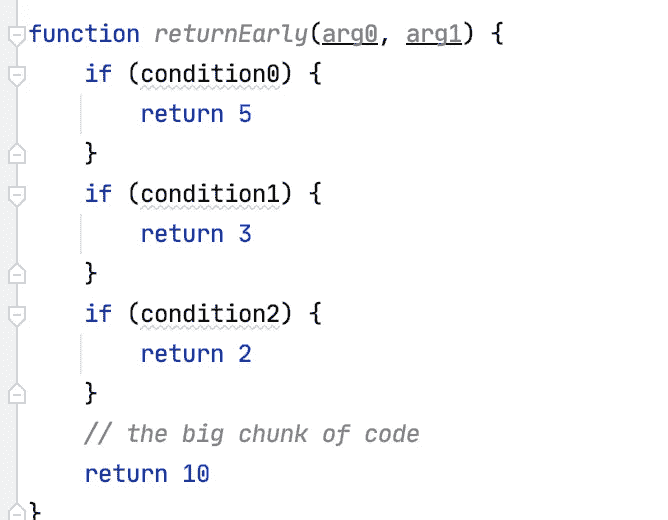 function returnEarly(arg0, arg1) {
    if (condition0) {
        return 5
    }
    if (condition1) {
        return 3
    }
    if (condition2) {
        return 2
    }
    // the big chunk of code
    return 10
}